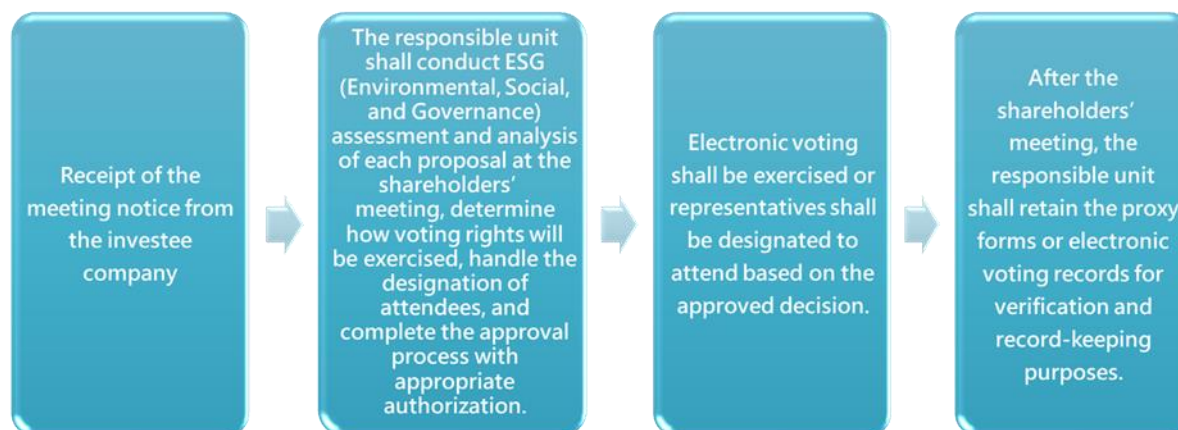 Receipt of the
meeting notice from
the investee
company
The responsible unit
shall conduct ESG
(Environmental, Social,
and Governance)
assessment and analysis
of each proposal at the
shareholders’
meeting, determine
how voting rights will
be exercised, handle the
designation of
attendees, and
complete the approval
process with
appropriate
authorization.
Electronic voting
shall be exercised or
representatives shall
be designated to
attend based on the
approved decision.
After the
shareholders’
meeting, the
responsible unit
shall retain the proxy
forms or electronic
voting records for
verification and
record-keeping
purposes.